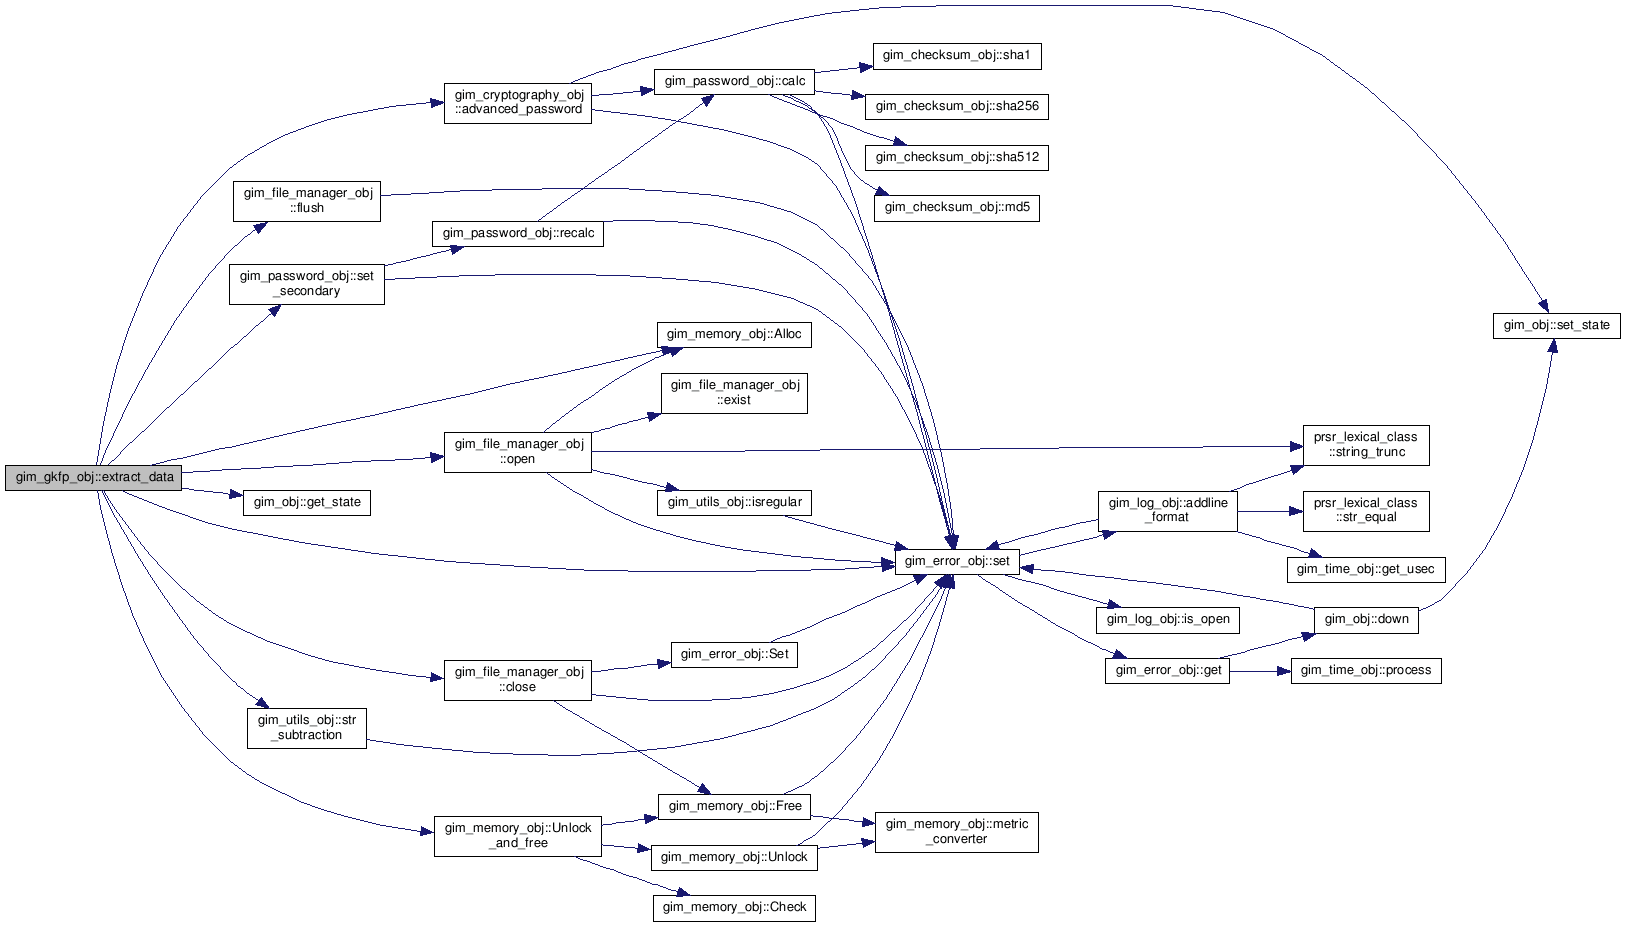 gim_gkfp_obj::extract_data
gim_cryptography_obj
::advanced_password
gim_file_manager_obj
::flush
gim_password_obj::set
_secondary
gim_obj::get_state
gim_utils_obj::str
_subtraction
gim_password_obj::recalc
gim_file_manager_obj
::open
gim_file_manager_obj
::close
gim_memory_obj::Unlock
_and_free
gim_password_obj::calc
gim_memory_obj::Alloc
gim_file_manager_obj
::exist
gim_utils_obj::isregular
gim_error_obj::Set
gim_memory_obj::Free
gim_memory_obj::Unlock
gim_memory_obj::Check
gim_checksum_obj::sha1
gim_checksum_obj::sha256
gim_checksum_obj::sha512
gim_checksum_obj::md5
gim_error_obj::set
gim_memory_obj::metric
_converter
gim_log_obj::addline
_format
gim_log_obj::is_open
gim_error_obj::get
prsr_lexical_class
::string_trunc
prsr_lexical_class
::str_equal
gim_time_obj::get_usec
gim_obj::down
gim_time_obj::process
gim_obj::set_state